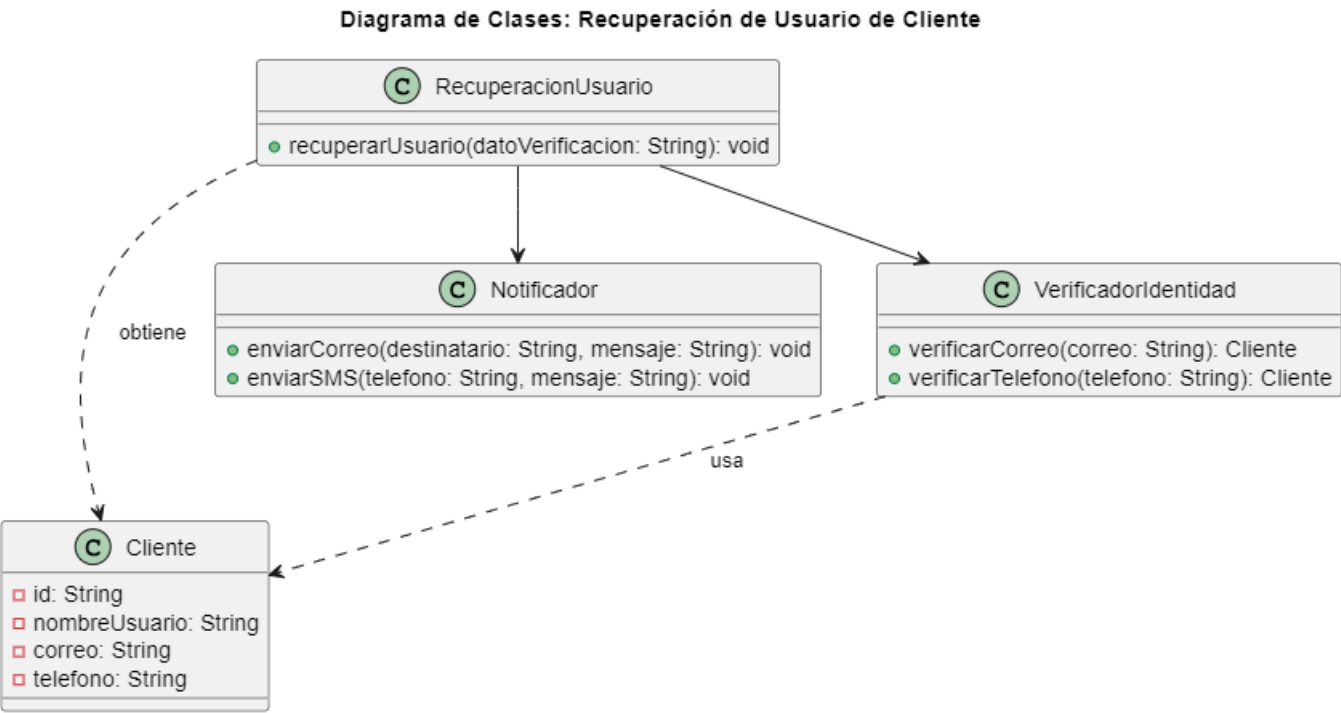 Diagrama de Clases: Recuperación de Usuario de Cliente
C RecuperacionUsuario
recuperarUsuario(datoVerificacion: String): void
C Notificador
enviarCorreo(destinatario: String, mensaje: String): void
enviarSMS(telefono: String, mensaje: String): void
C VerificadorIdentidad
verificarCorreo(correo: String): Cliente
verificarTelefono(telefono: String): Cliente
obtiene
usa
C Cliente
id: String
nombreUsuario: String
correo: String
telefono: String